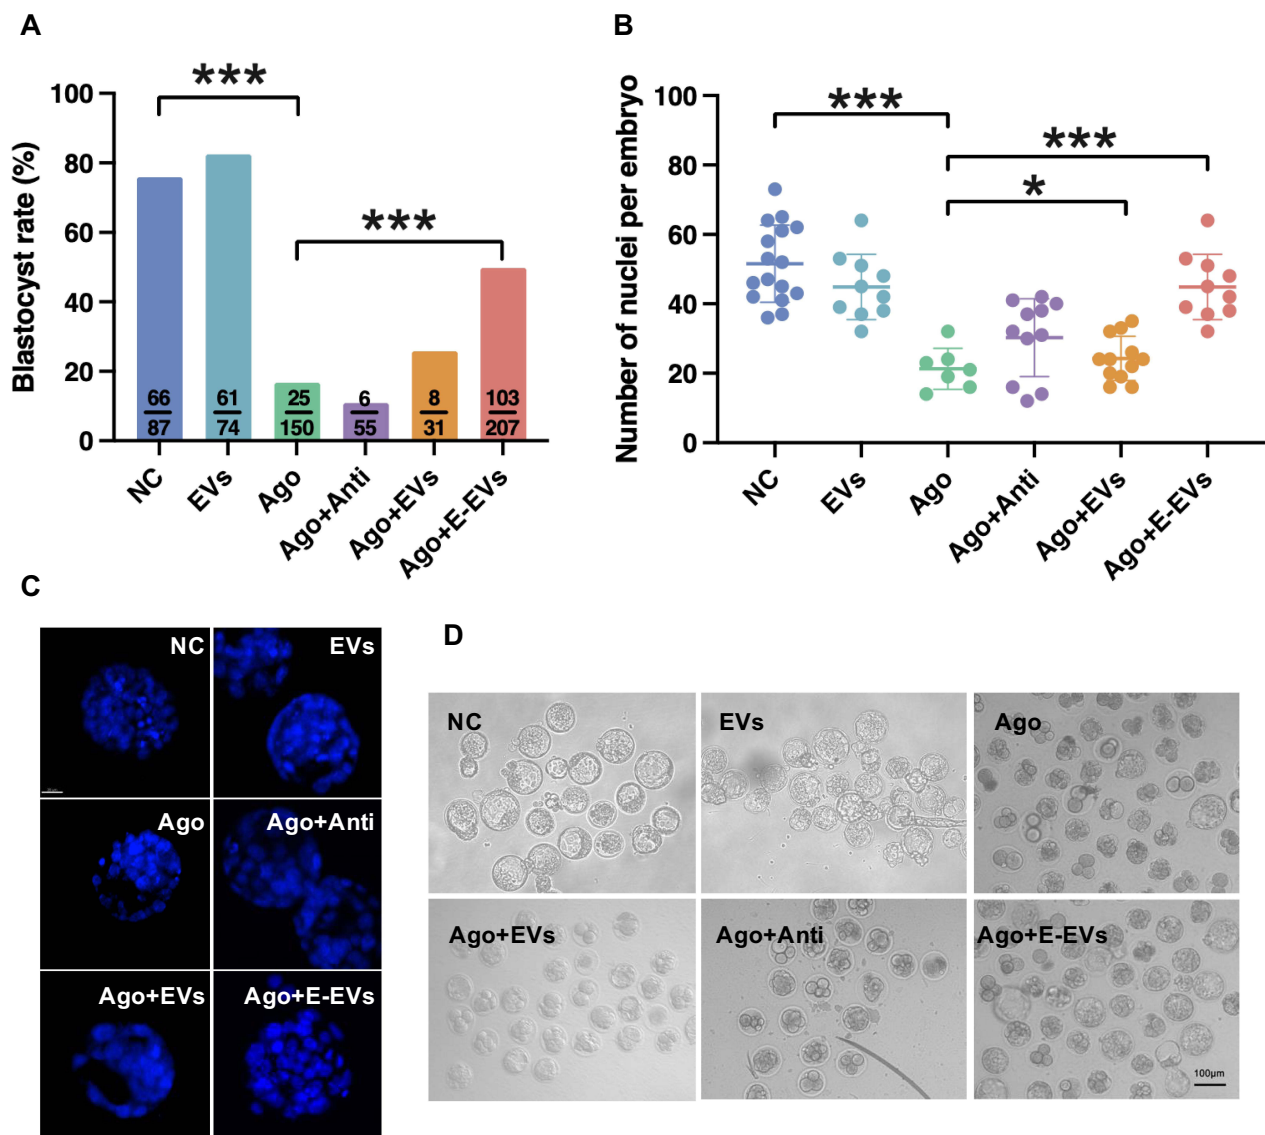 A
B
***
***
Blastocyst rate (%)
100
80
60
40
20
0
66
87
61
74
25
150
6
55
8
31
103
207
NC
EVs
Ago
Ago+Anti
Ago+EVs
Ago+E-EVs
***
***
*
Number of nuclei per embryo
100
80
60
40
20
0
NC
EVs
Ago
Ago+Anti
Ago+EVs
Ago+E-EVs
C
NC
EVs
Ago
Ago+Anti
Ago+EVs
Ago+E-EVs
D
NC
EVs
Ago
Ago+EVs
Ago+Anti
Ago+E-EVs
100μm